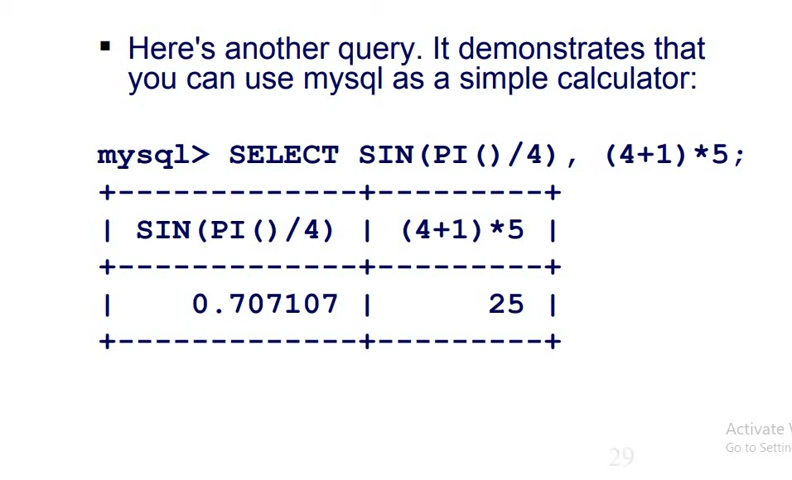 ▪ Here's another query. It demonstrates that
you can use mysql as a simple calculator:
mysql> SELECT SIN(PI()/4), (4+1)*5;
+-------------+---------+
| SIN(PI()/4) | (4+1)*5 |
+-------------+---------+
| 0.707107 | 25 |
+-------------+---------+
Activate
Go to Settin
29